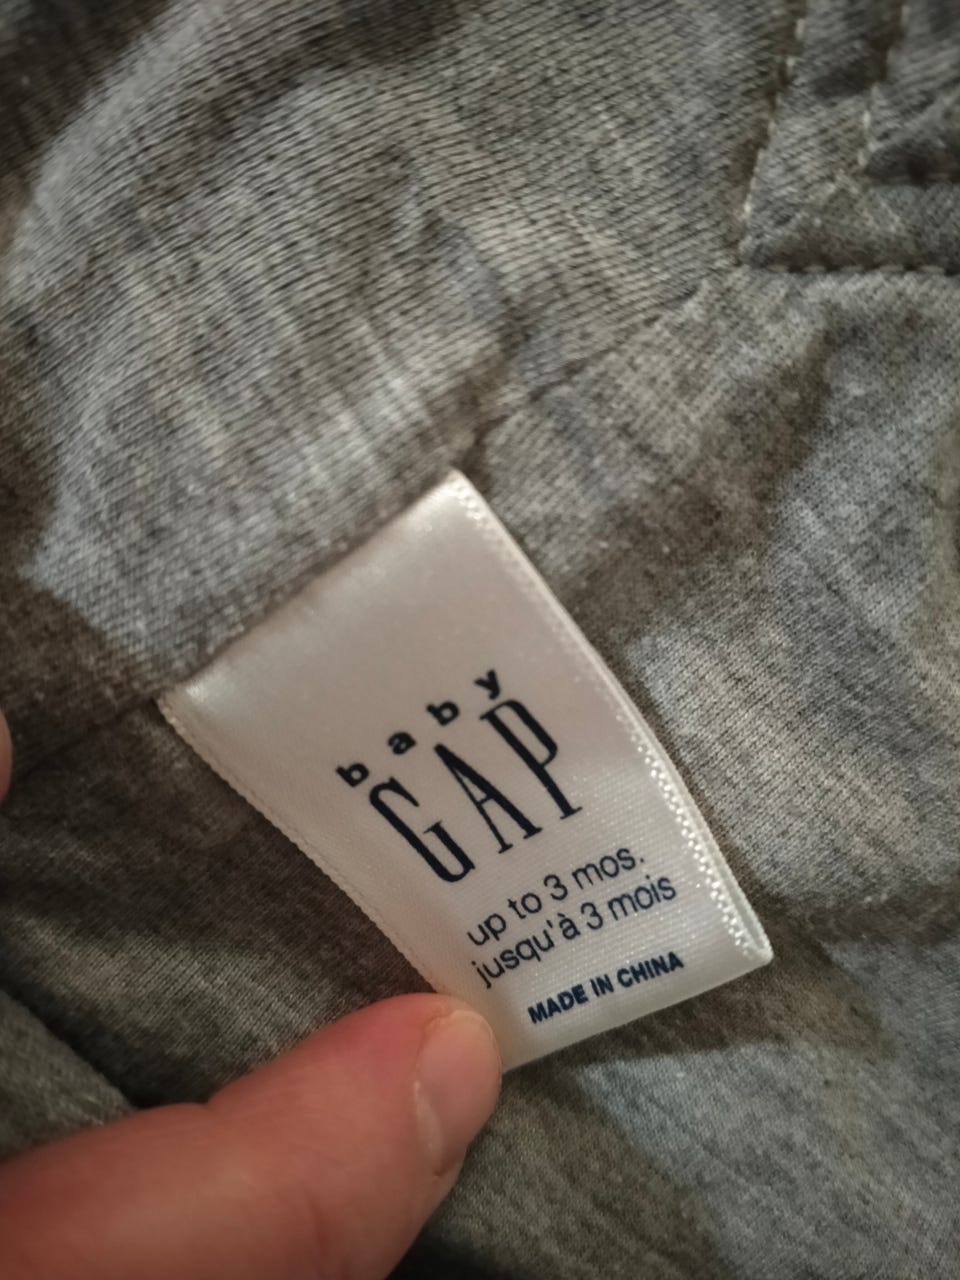 baby
GAP
up to 3 mos.
jusqu'à 3 mois
MADE IN CHINA